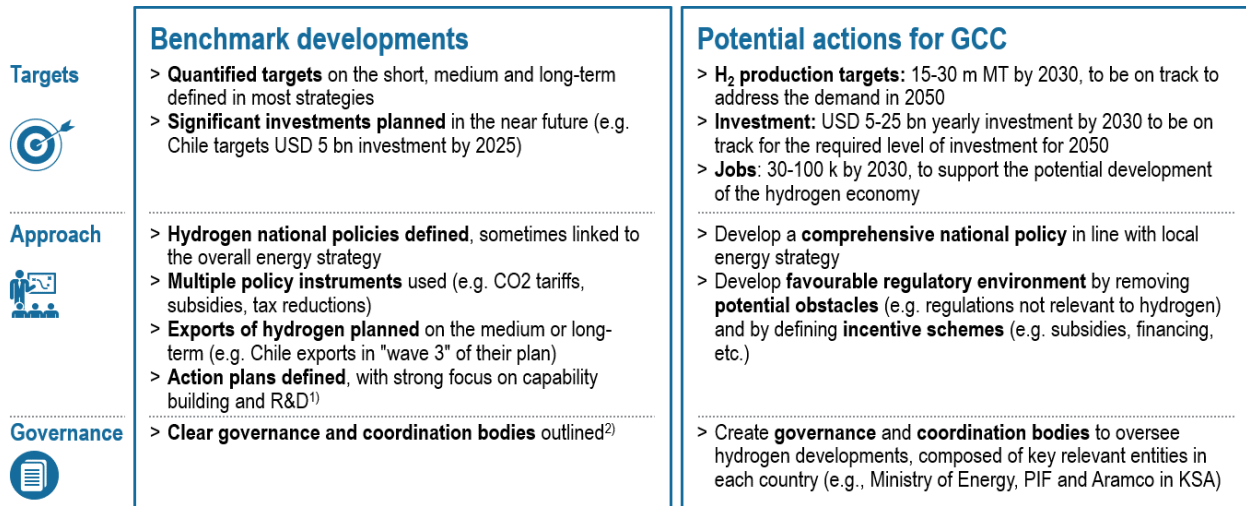 Benchmark developments
Potential actions for GCC
Targets
> Quantified targets on the short, medium and long-term
defined in most strategies
> Significant investments planned in the near future (e.g.
Chile targets USD 5 bn investment by 2025)
> H₂ production targets: 15-30 m MT by 2030, to be on track to
address the demand in 2050
> Investment: USD 5-25 bn yearly investment by 2030 to be on
track for the required level of investment for 2050
> Jobs: 30-100 k by 2030, to support the potential development
of the hydrogen economy
Approach
> Hydrogen national policies defined, sometimes linked to
the overall energy strategy
> Multiple policy instruments used (e.g. CO2 tariffs,
subsidies, tax reductions)
> Exports of hydrogen planned on the medium or long-
term (e.g. Chile exports in "wave 3" of their plan)
> Action plans defined, with strong focus on capability
building and R&D¹⁾
> Develop a comprehensive national policy in line with local
energy strategy
> Develop favourable regulatory environment by removing
potential obstacles (e.g. regulations not relevant to hydrogen)
and by defining incentive schemes (e.g. subsidies, financing,
etc.)
Governance
> Clear governance and coordination bodies outlined²⁾
> Create governance and coordination bodies to oversee
hydrogen developments, composed of key relevant entities in
each country (e.g., Ministry of Energy, PIF and Aramco in KSA)